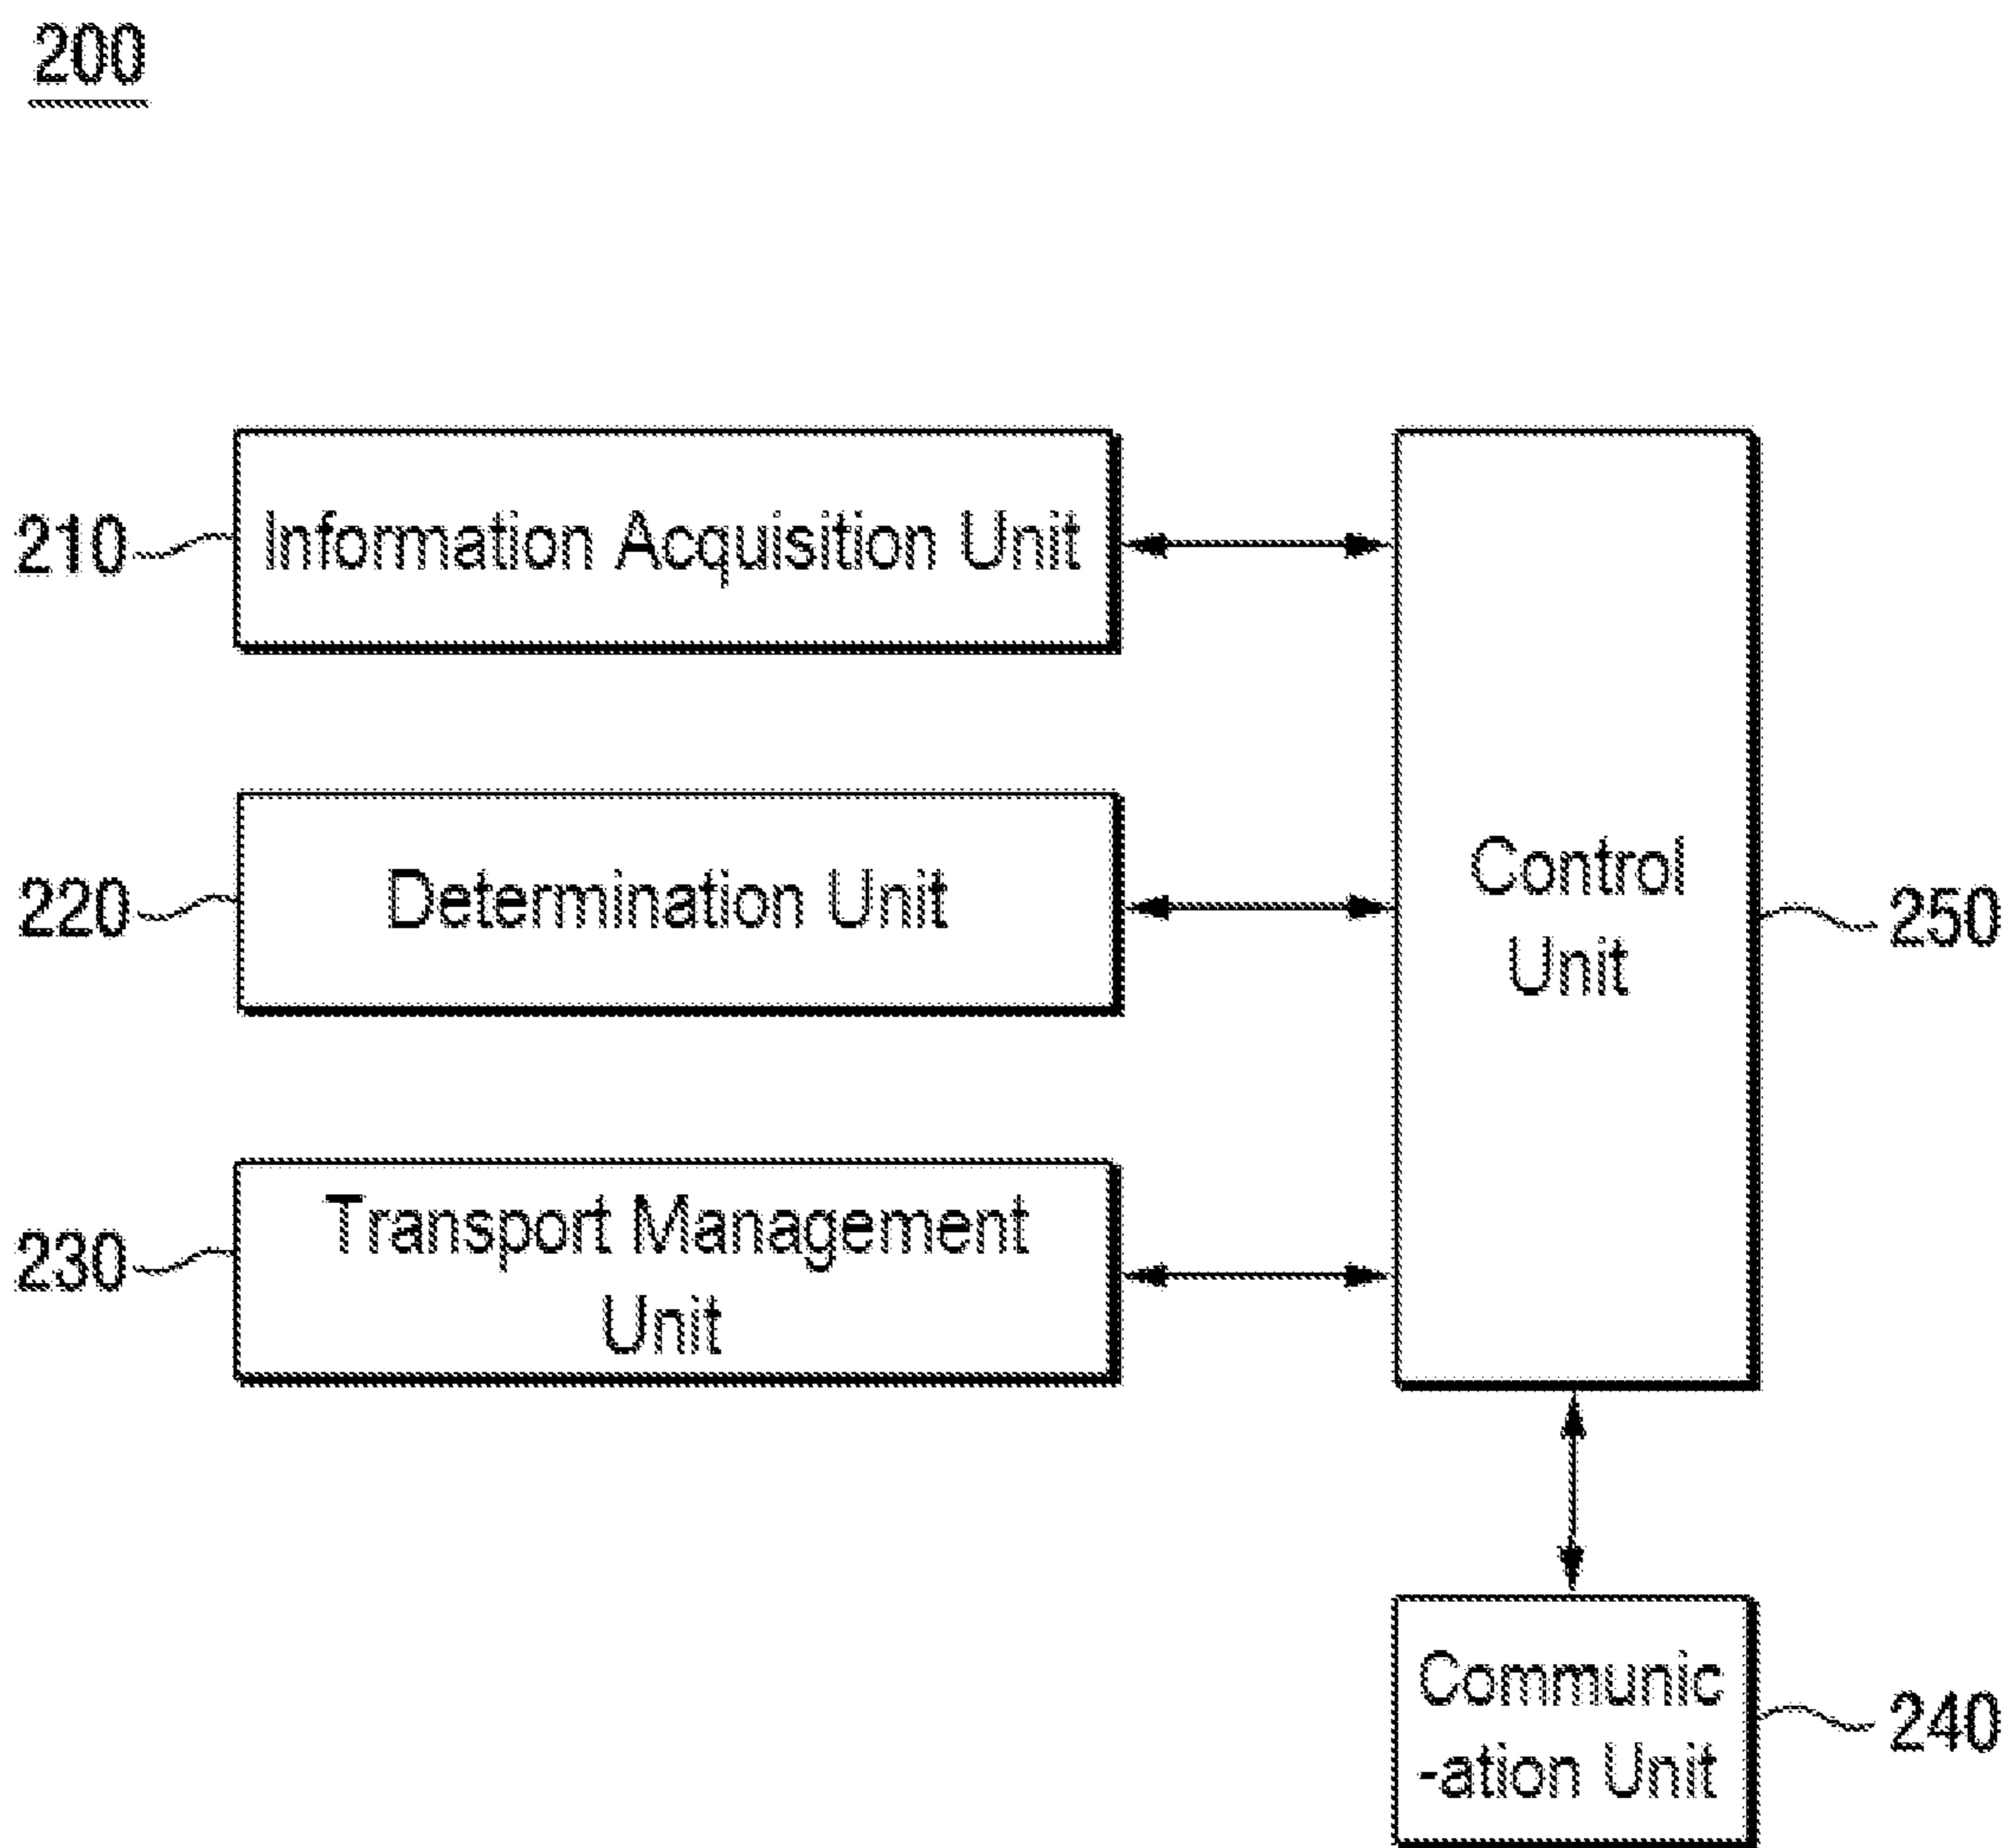 200
210
Information Acquisition Unit
220
Determination Unit
Control
Unit
250
230
Transport Management
Unit
Communic
-ation Unit
240